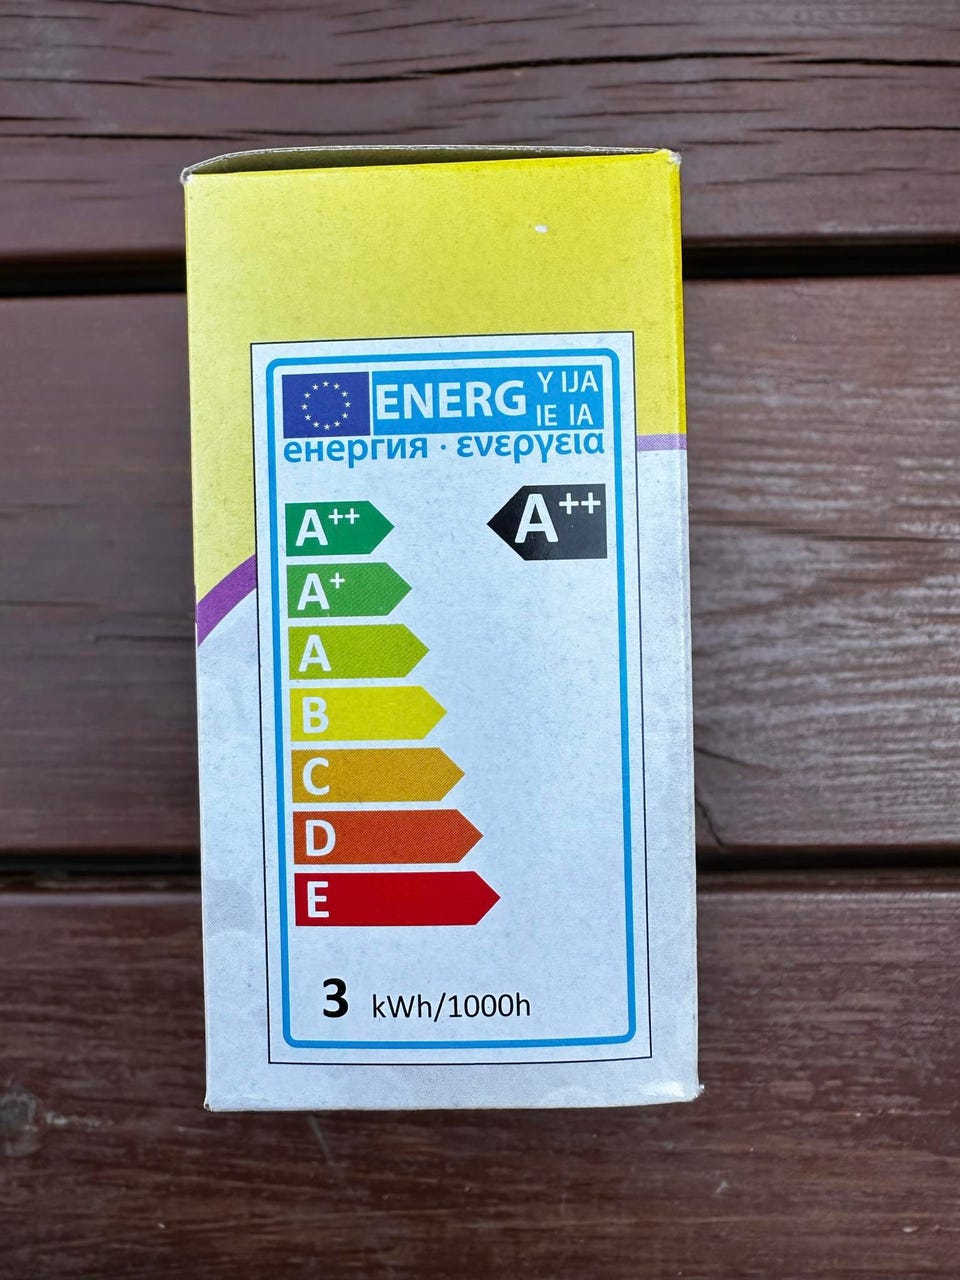 ENERG Y IJA
IE IA
енергия · ενεργεια
A++ A++
A+
A
B
C
D
E
3 kWh/1000h